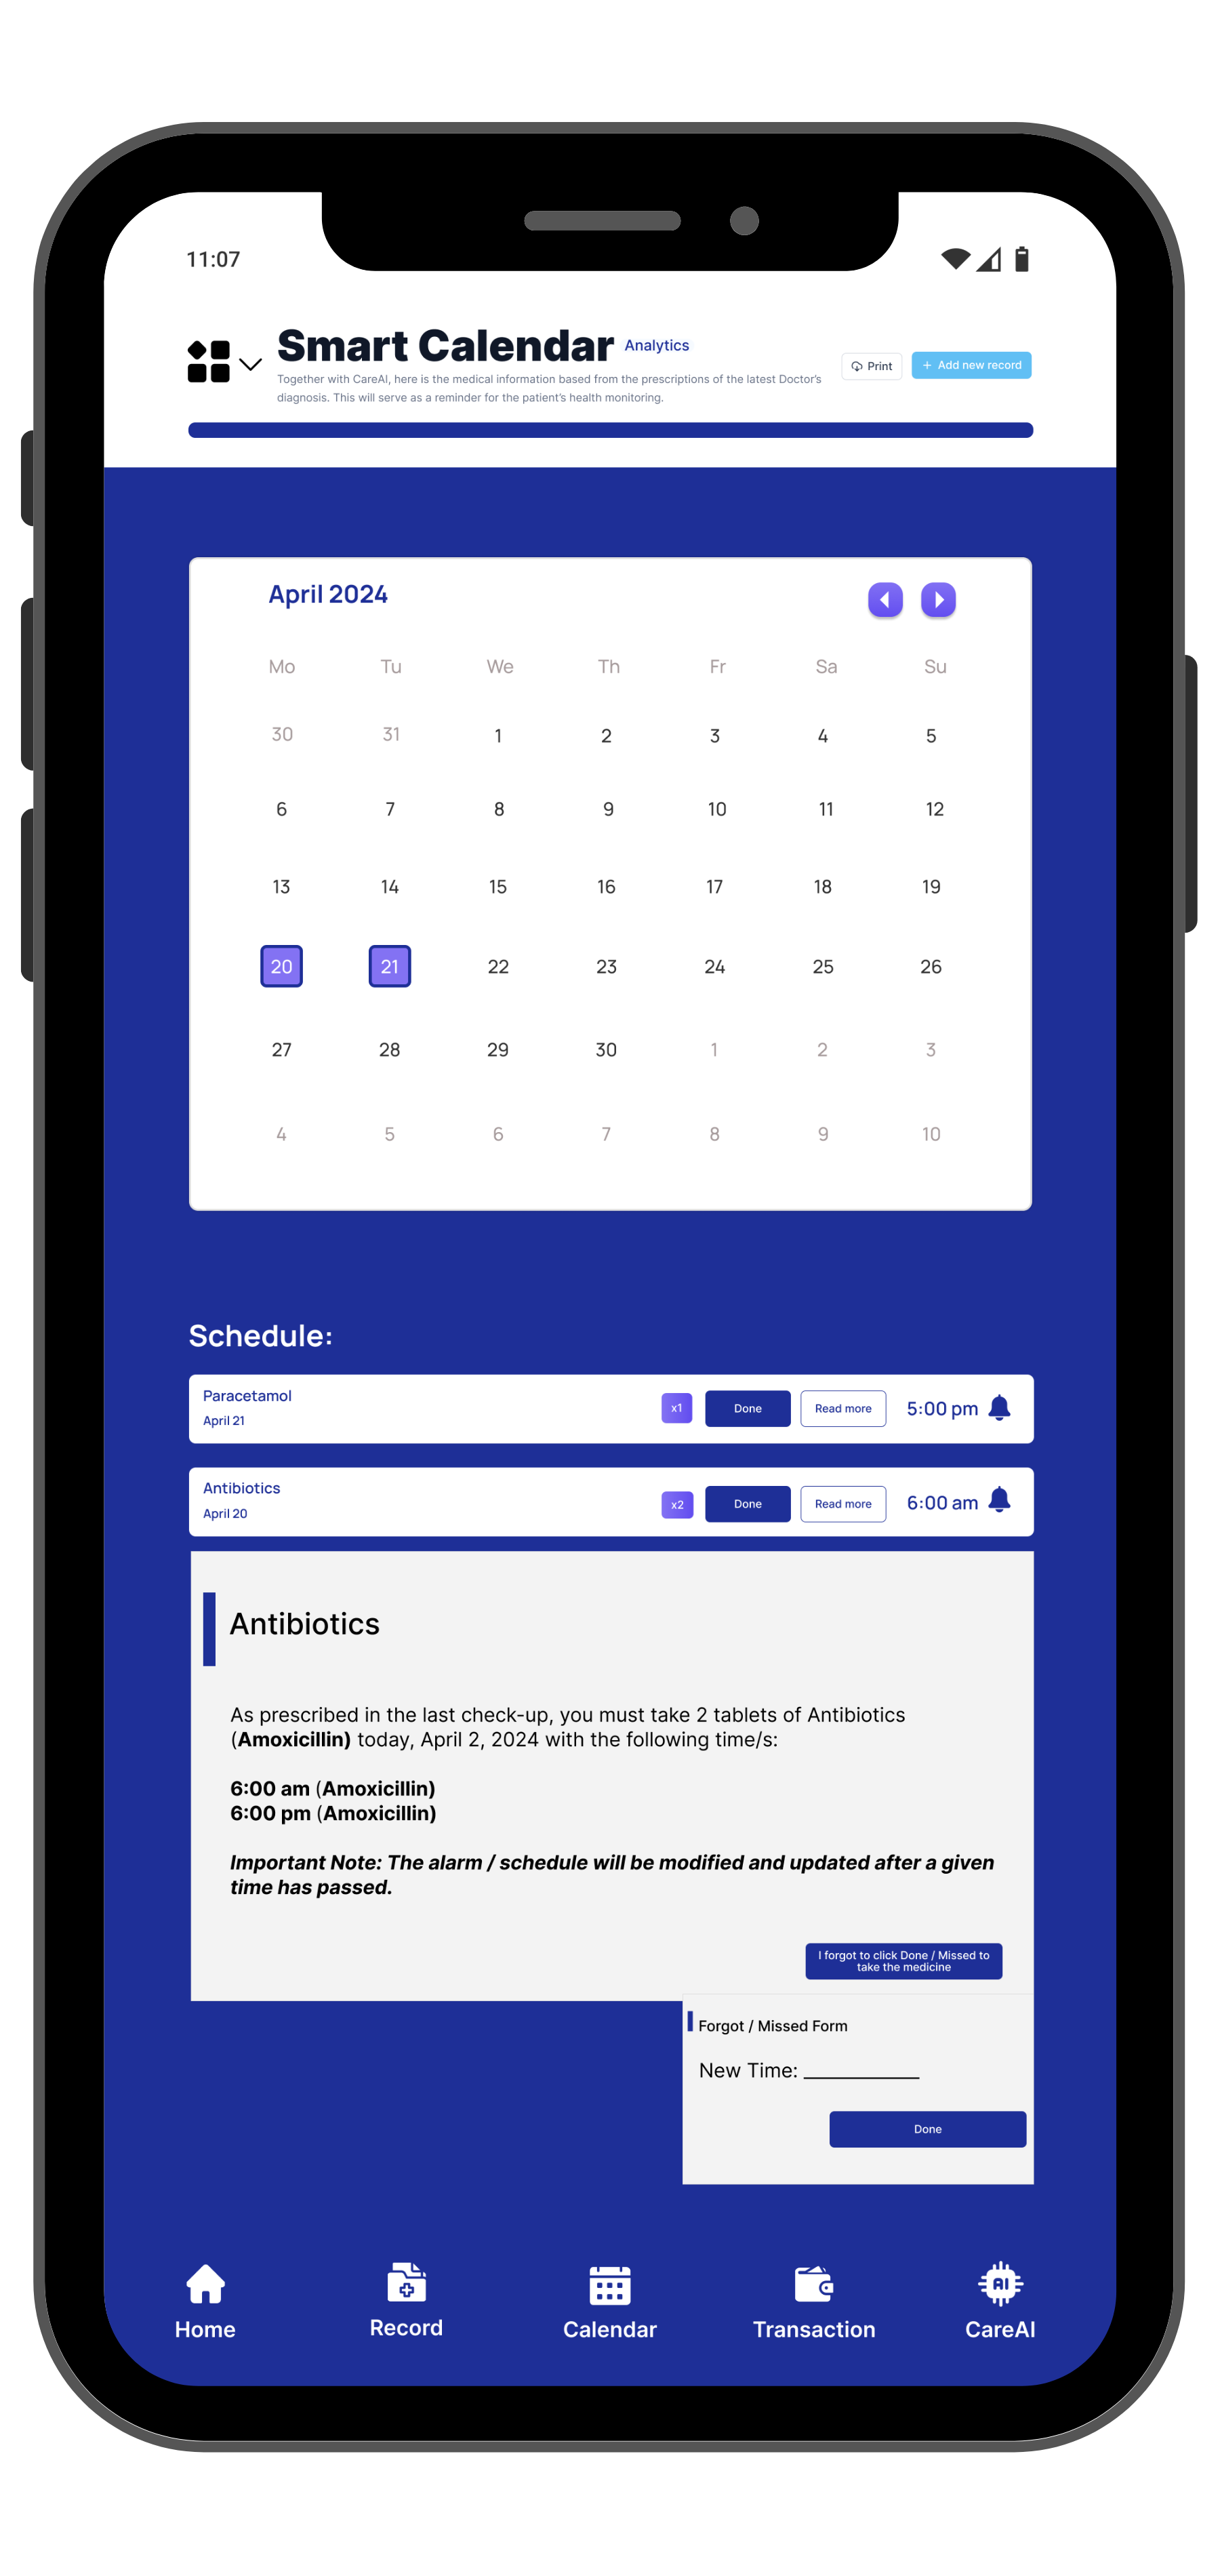 11:07
Smart Calendar Analytics
Together with CareAI, here is the medical information based from the prescriptions of the latest Doctor's
diagnosis. This will serve as a reminder for the patient's health monitoring.
Print
+ Add new record
April 2024
Mo Tu We Th Fr Sa Su
30 31 1 2 3 4 5
6 7 8 9 10 11 12
13 14 15 16 17 18 19
20 21 22 23 24 25 26
27 28 29 30 1 2 3
4 5 6 7 8 9 10
Schedule:
Paracetamol
April 21
x1 Done Read more 5:00 pm
Antibiotics
April 20
x2 Done Read more 6:00 am
Antibiotics
As prescribed in the last check-up, you must take 2 tablets of Antibiotics
(Amoxicillin) today, April 2, 2024 with the following time/s:
6:00 am (Amoxicillin)
6:00 pm (Amoxicillin)
Important Note: The alarm / schedule will be modified and updated after a given
time has passed.
I forgot to click Done / Missed to
take the medicine
Forgot / Missed Form
New Time: ___________
Done
Home Record Calendar Transaction AI CareAI